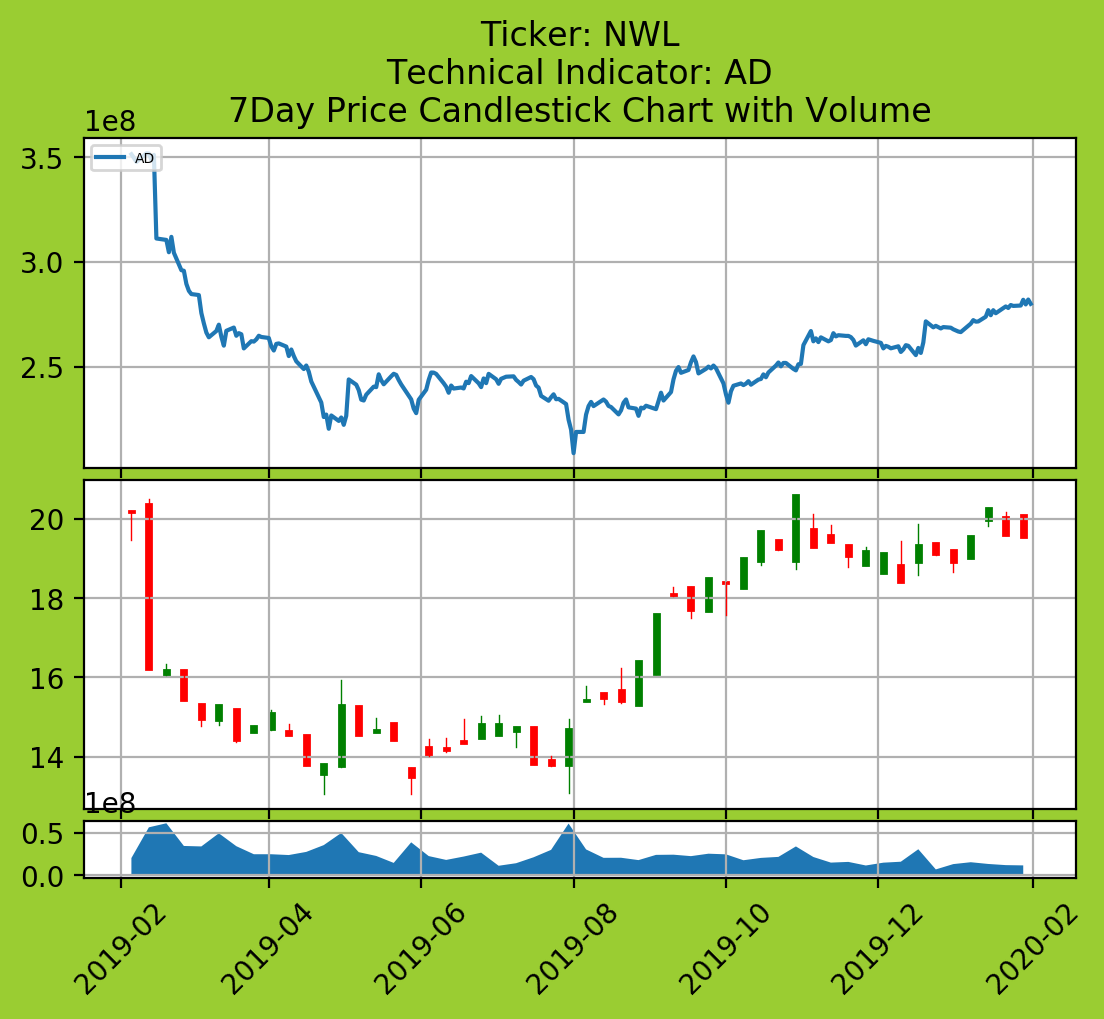 Ticker: NWL
Technical Indicator: AD
7Day Price Candlestick Chart with Volume
1e8
AD
3.5
3.0
2.5
20
18
16
14
1e8
0.5
0.0
2019-02
2019-04
2019-06
2019-08
2019-10
2019-12
2020-02